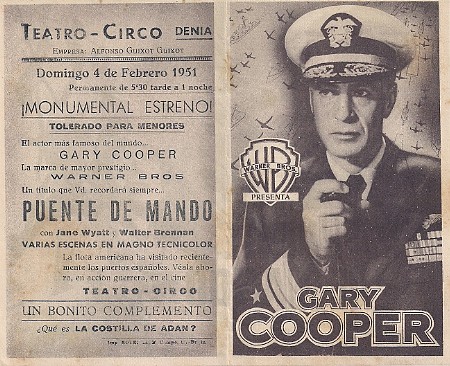 TEATRO-CIRCO DENIA
EMPRESA: ALFONSO GUIXOT GUIXOT
Domingo 4 de Febrero 1951
Permanente de 5'30 tarde a 1 noche
¡MONUMENTAL ESTRENO!
TOLERADO PARA MENORES
El actor más famoso del mundo...
GARY COOPER
La marca de mayor prestigio...
WARNER BROS
Un título que Vd. recordará siempre...
PUENTE DE MANDO
con Jane Wyatt y Walter Brennan
VARIAS ESCENAS EN MAGNO TECNICOLOR
La flota americana ha visitado reciente-
mente los puertos españoles. Véala aho-
ra, en acción guerrera, en el cine
TEATRO-CIRCO
UN BONITO COMPLEMENTO
¿Qué es LA COSTILLA DE ADAN?
WARNER BROS
WB
PRESENTA
GARY
COOPER